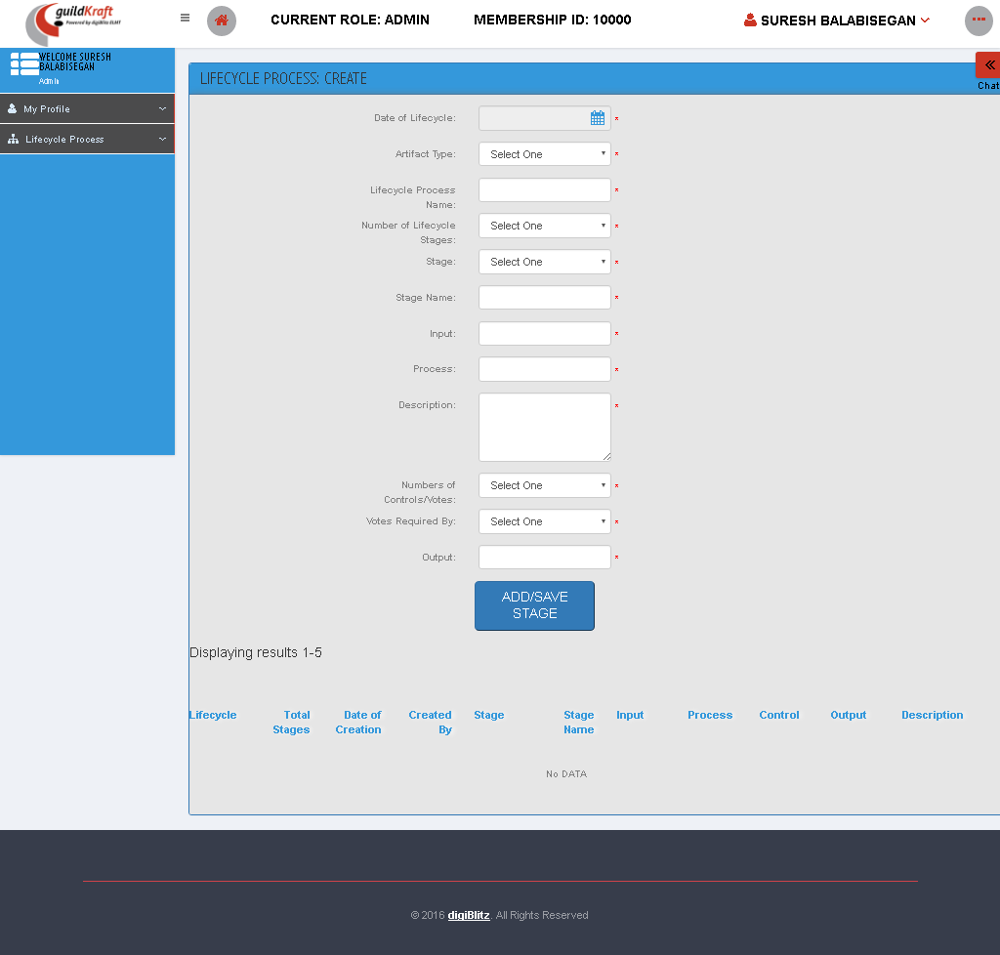 guildKraft
Powered by digiBlitz ELMT
CURRENT ROLE: ADMIN
MEMBERSHIP ID: 10000
SURESH BALABISEGAN
WELCOME SURESH
BALABISEGAN
Admin
My Profile
Lifecycle Process
Chat
LIFECYCLE PROCESS: CREATE
Date of Lifecycle: *
Artifact Type: Select One *
Lifecycle Process
Name: *
Number of Lifecycle
Stages: Select One *
Stage: Select One *
Stage Name: *
Input: *
Process: *
Description: *
Numbers of
Controls/Votes: Select One *
Votes Required By: Select One *
Output: *
ADD/SAVE
STAGE
Displaying results 1-5
Lifecycle Total Stages Date of Creation Created By Stage Stage Name Input Process Control Output Description
No DATA
© 2016 digiBlitz. All Rights Reserved